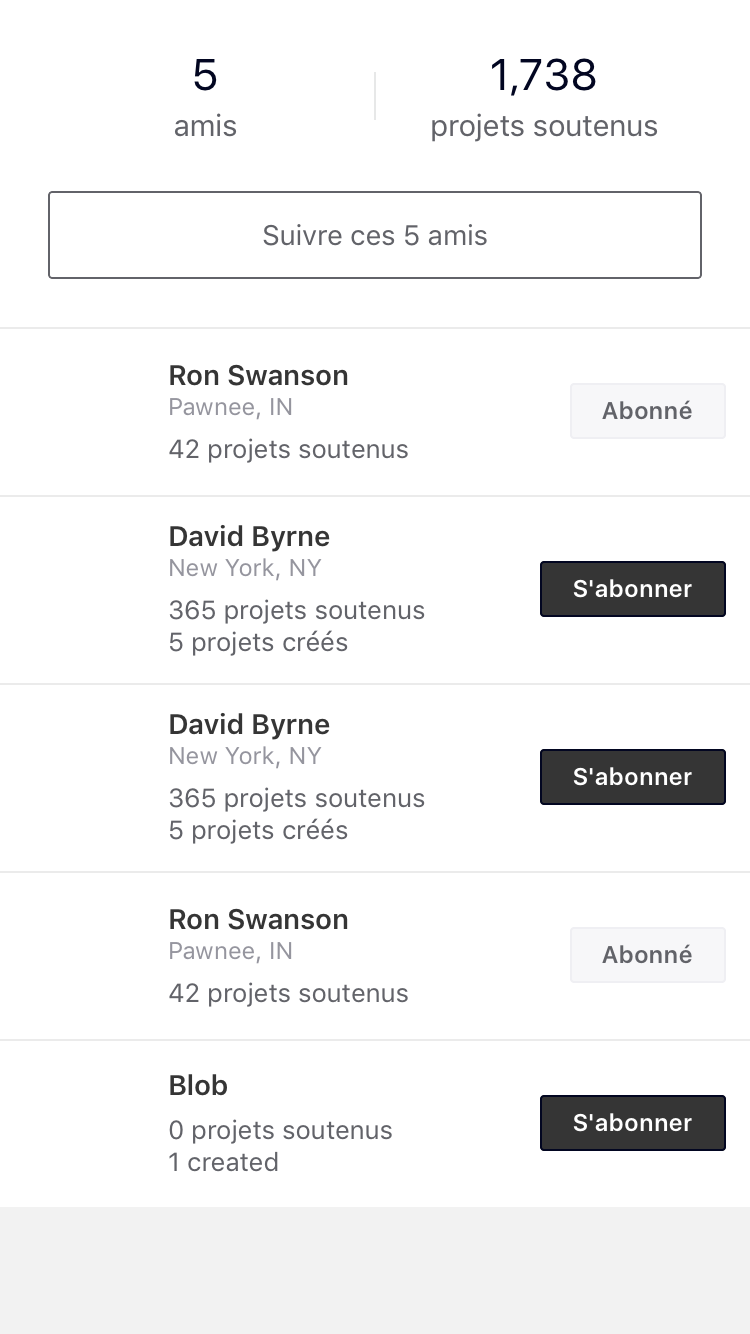 5
amis
1,738
projets soutenus
Suivre ces 5 amis
Ron Swanson
Pawnee, IN
42 projets soutenus
Abonné
David Byrne
New York, NY
365 projets soutenus
5 projets créés
S'abonner
David Byrne
New York, NY
365 projets soutenus
5 projets créés
S'abonner
Ron Swanson
Pawnee, IN
42 projets soutenus
Abonné
Blob
0 projets soutenus
1 created
S'abonner